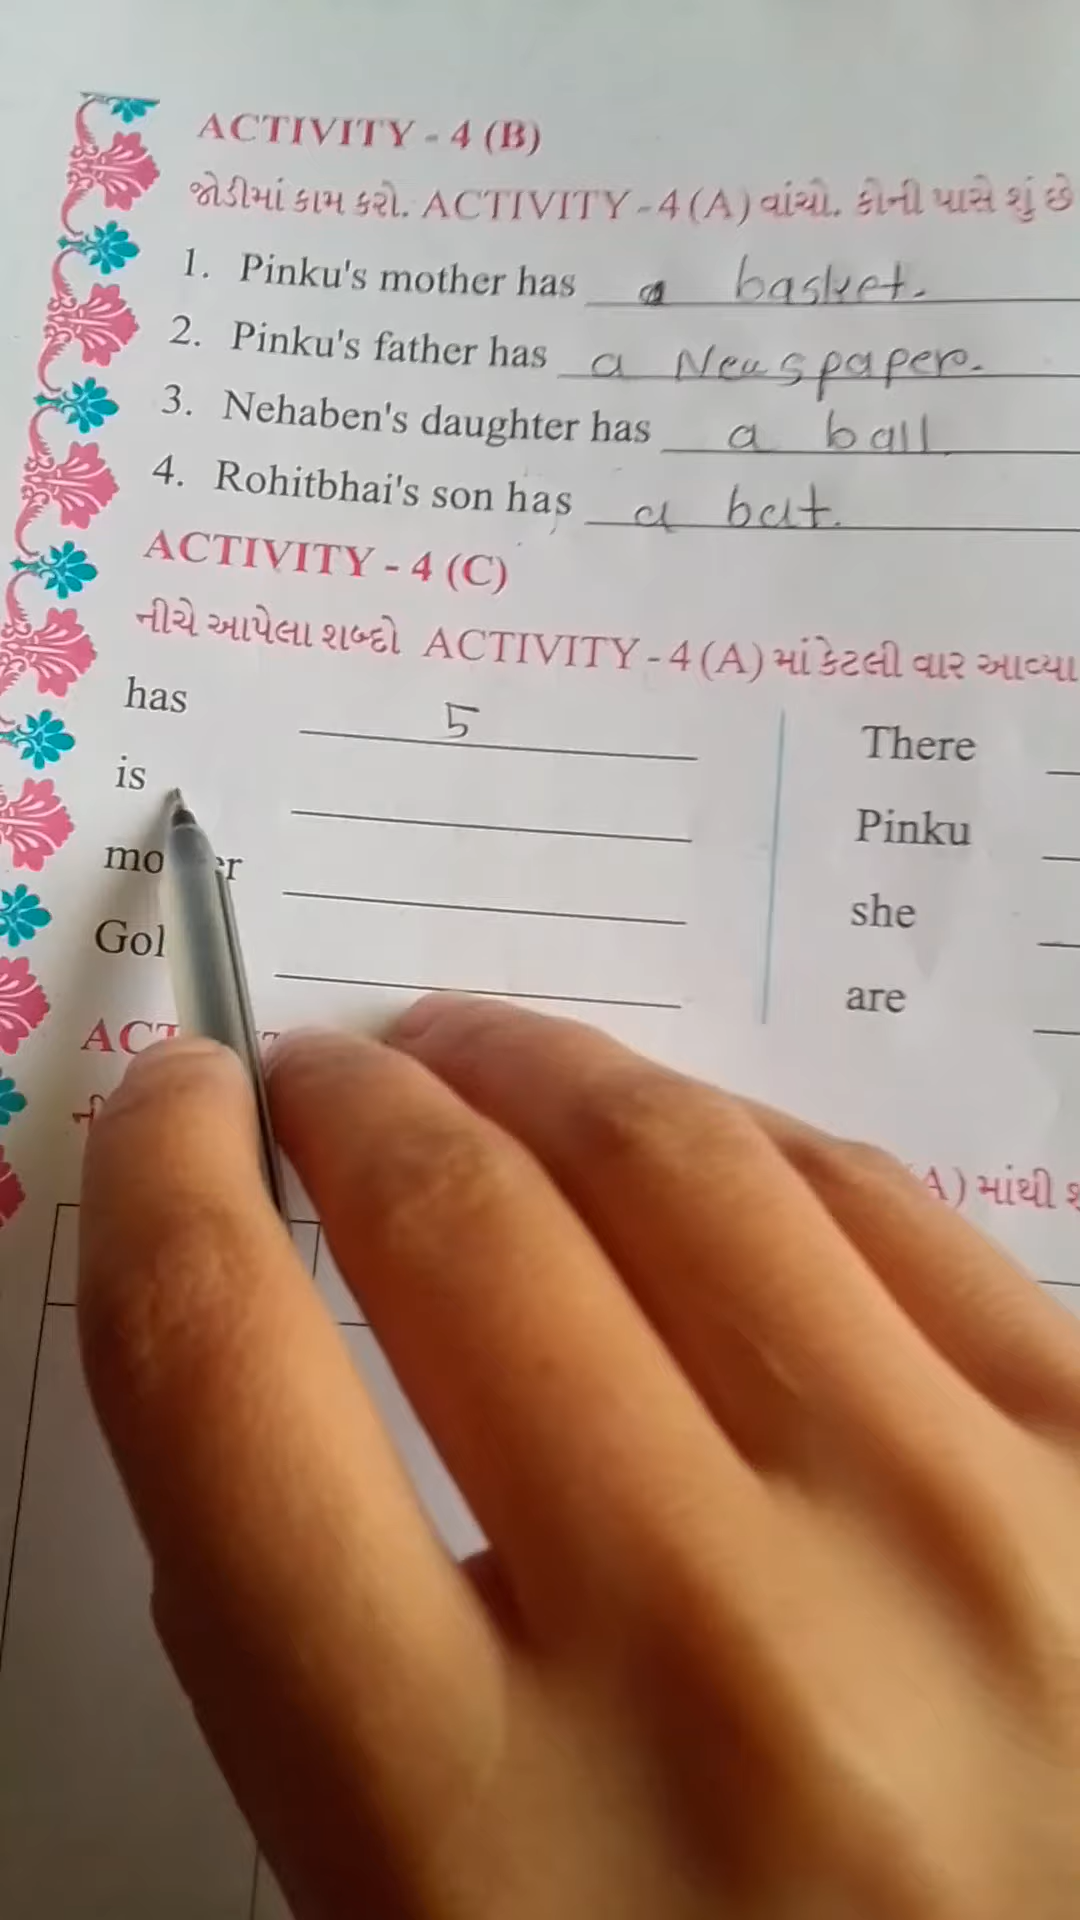 ACTIVITY - 4 (B)
જોડીમાં કામ કરો. ACTIVITY - 4 (A) વાંચો. કોની પાસે શું છે
1. Pinku's mother has a basket.
2. Pinku's father has a Newspaper.
3. Nehaben's daughter has a ball
4. Rohitbhai's son has a bat.
ACTIVITY - 4 (C)
નીચે આપેલા શબ્દો ACTIVITY - 4 (A) માં કેટલી વાર આવ્યા
has 5 There
is Pinku
she
are
A) માંથી